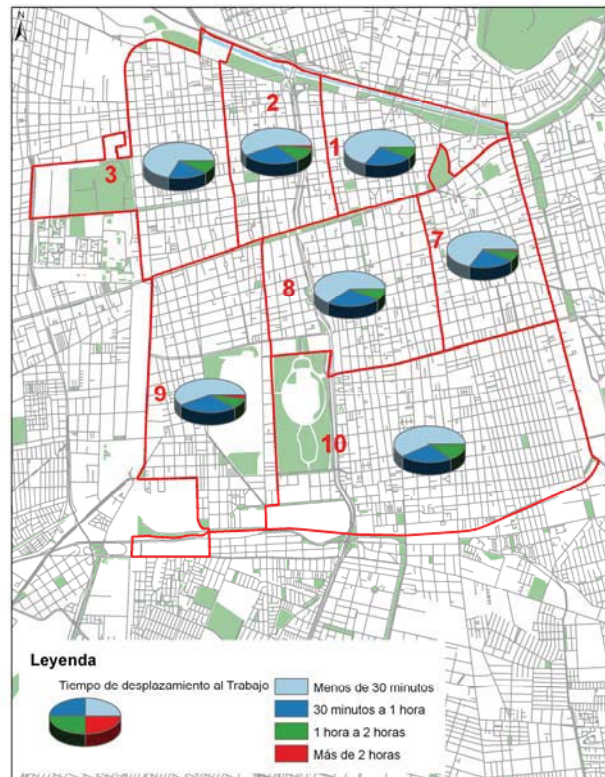 N
2
1
3
7
8
9
10
Leyenda
Tiempo de desplazamiento al Trabajo
Menos de 30 minutos
30 minutos a 1 hora
1 hora a 2 horas
Más de 2 horas